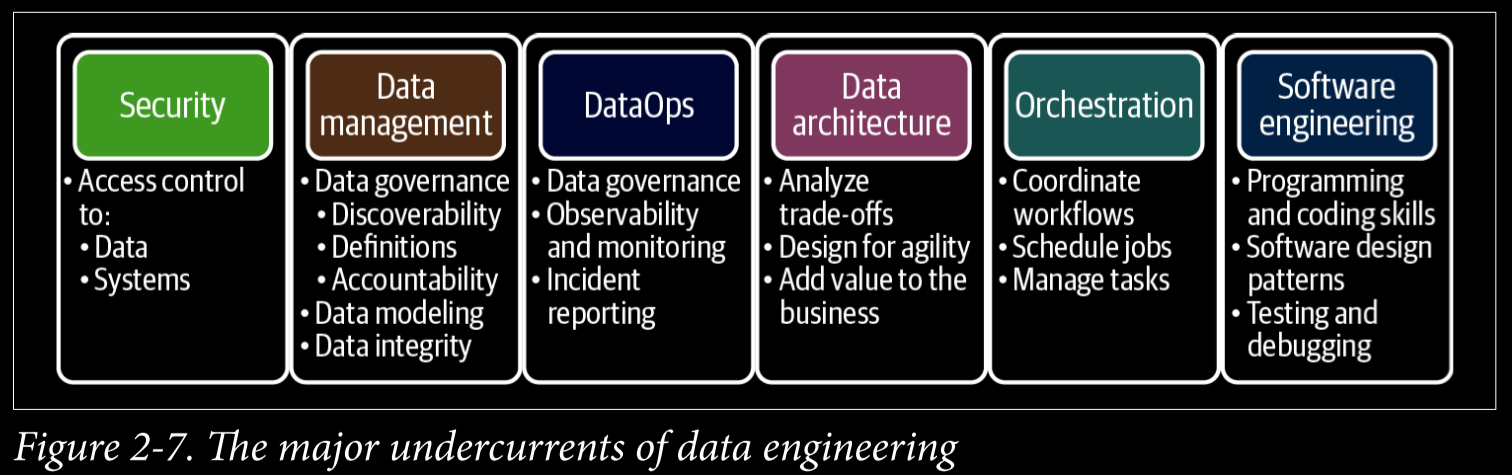 Security
• Access control
to:
• Data
• Systems
Data
management
• Data governance
• Discoverability
• Definitions
• Accountability
• Data modeling
• Data integrity
DataOps
• Data governance
• Observability
and monitoring
• Incident
reporting
Data
architecture
• Analyze
trade-offs
• Design for agility
• Add value to the
business
Orchestration
• Coordinate
workflows
• Schedule jobs
• Manage tasks
Software
engineering
• Programming
and coding skills
• Software design
patterns
• Testing and
debugging
Figure 2-7. The major undercurrents of data engineering